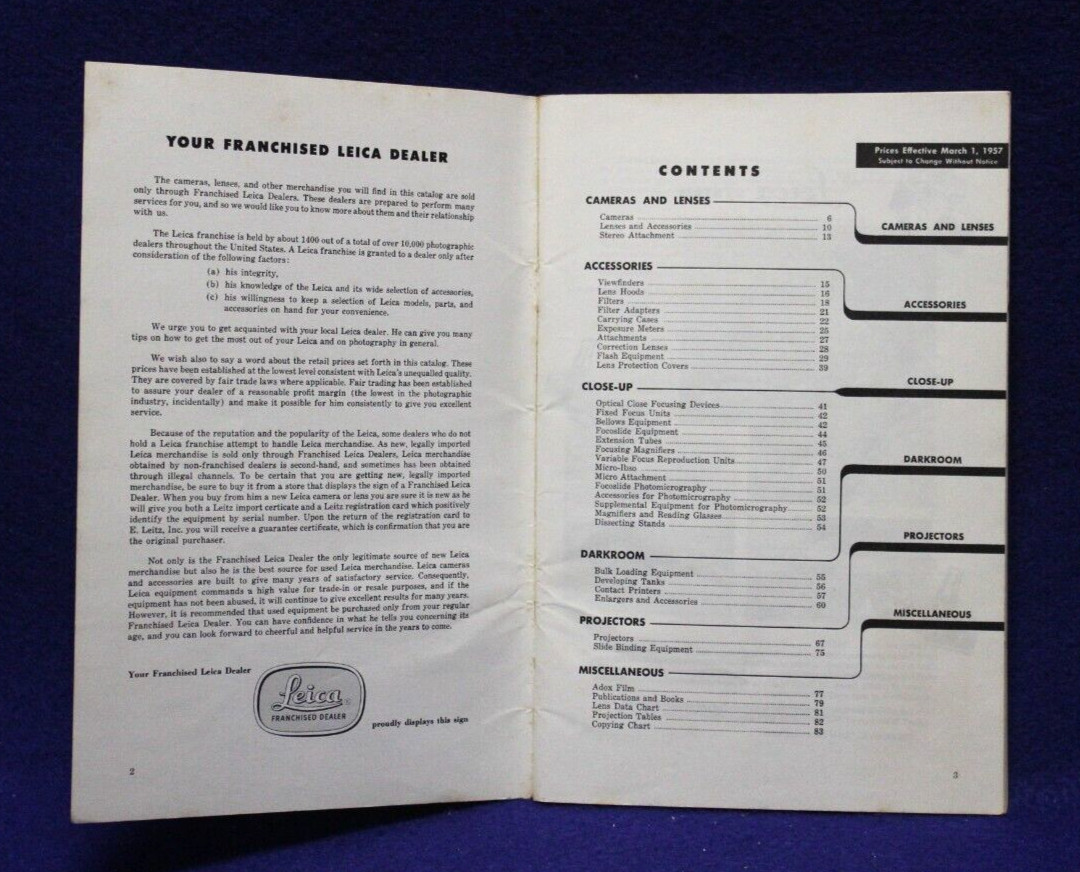 YOUR FRANCHISED LEICA DEALER
The cameras, lenses, and other merchandise you will find in this catalog are sold
only through Franchised Leica Dealers. These dealers are prepared to perform many
services for you, and so we would like you to know more about them and their relationship
with us.
The Leica franchise is held by about 1400 out of a total of over 10,000 photographic
dealers throughout the United States. A Leica franchise is granted to a dealer only after
consideration of the following factors:
(a) his integrity,
(b) his knowledge of the Leica and its wide selection of accessories,
(c) his willingness to keep a selection of Leica models, parts, and
accessories on hand for your convenience.
We urge you to get acquainted with your local Leica dealer. He can give you many
tips on how to get the most out of your Leica and on photography in general.
We wish also to say a word about the retail prices set forth in this catalog. These
prices have been established at the lowest level consistent with Leica's unequalled quality.
They are covered by fair trade laws where applicable. Fair trading has been established
to assure your dealer of a reasonable profit margin (the lowest in the photographic
industry, incidentally) and make it possible for him consistently to give you excellent
service.
Because of the reputation and the popularity of the Leica, some dealers who do not
hold a Leica franchise attempt to handle Leica merchandise. As new, legally imported
Leica merchandise is sold only through Franchised Leica Dealers, Leica merchandise
obtained by non-franchised dealers is second-hand, and sometimes has been obtained
through illegal channels. To be certain that you are getting new, legally imported
merchandise, be sure to buy it from a store that displays the sign of a Franchised Leica
Dealer. When you buy from him a new Leica camera or lens you are sure it is new as he
will give you both a Leitz import certicate and a Leitz registration card which positively
identify the equipment by serial number. Upon the return of the registration card to
E. Leitz, Inc. you will receive a guarantee certificate, which is confirmation that you are
the original purchaser.
Not only is the Franchised Leica Dealer the only legitimate source of new Leica
merchandise but also he is the best source for used Leica merchandise. Leica cameras
and accessories are built to give many years of satisfactory service. Consequently,
Leica equipment commands a high value for trade-in or resale purposes, and if the
equipment has not been abused, it will continue to give excellent results for many years.
However, it is recommended that used equipment be purchased only from your regular
Franchised Leica Dealer. You can have confidence in what he tells you concerning its
age, and you can look forward to cheerful and helpful service in the years to come.
Your Franchised Leica Dealer
Leica
FRANCHISED DEALER
proudly displays this sign
2
Prices Effective March 1, 1957
Subject to Change Without Notice
CONTENTS
CAMERAS AND LENSES
Cameras 6
Lenses and Accessories 10
Stereo Attachment 13
CAMERAS AND LENSES
ACCESSORIES
Viewfinders 15
Lens Hoods 16
Filters 18
Filter Adapters 21
Carrying Cases 22
Exposure Meters 25
Attachments 27
Correction Lenses 28
Flash Equipment 29
Lens Protection Covers 39
ACCESSORIES
CLOSE-UP
CLOSE-UP
Optical Close Focusing Devices 41
Fixed Focus Units 42
Bellows Equipment 42
Focoslide Equipment 44
Extension Tubes 45
Focusing Magnifiers 46
Variable Focus Reproduction Units 47
Micro-Ibso 50
Micro Attachment 51
Focoslide Photomicrography 51
Accessories for Photomicrography 52
Supplemental Equipment for Photomicrography 52
Magnifiers and Reading Glasses 53
Dissecting Stands 54
DARKROOM
DARKROOM
Bulk Loading Equipment 55
Developing Tanks 56
Contact Printers 57
Enlargers and Accessories 60
PROJECTORS
PROJECTORS
Projectors 67
Slide Binding Equipment 75
MISCELLANEOUS
MISCELLANEOUS
Adox Film 77
Publications and Books 79
Lens Data Chart 81
Projection Tables 82
Copying Chart 83
3